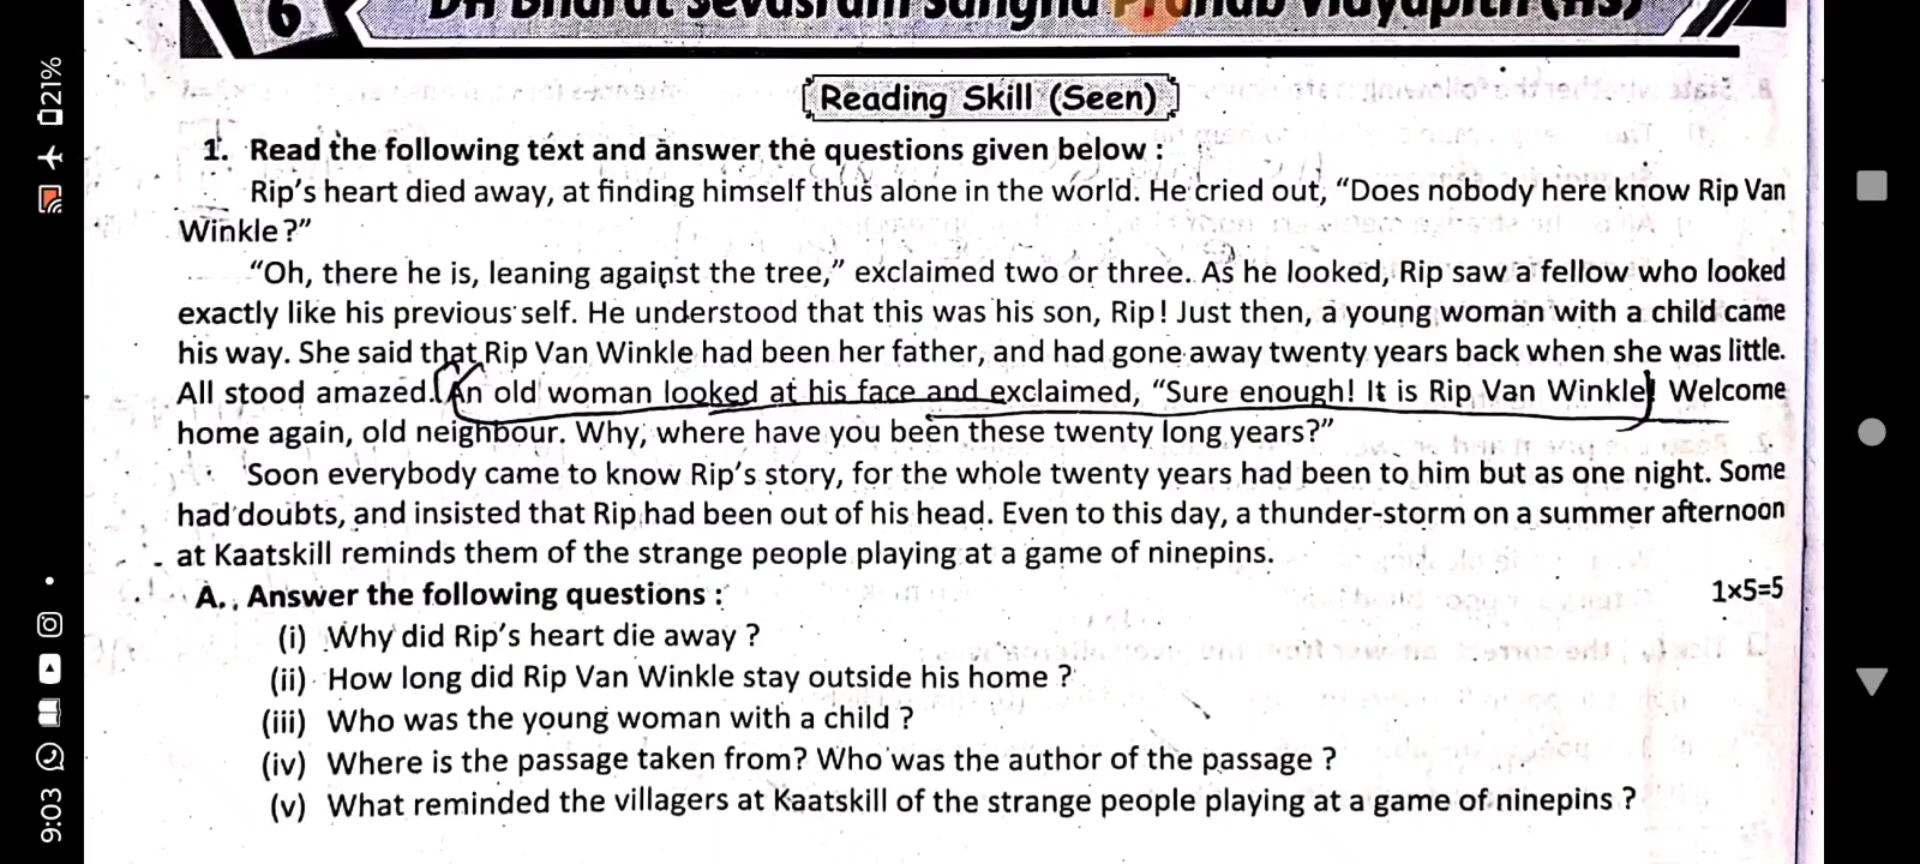 6 DH Bharat Sevasram Sangha Pranab Vidyapith (HS)
Reading Skill (Seen)
1. Read the following text and answer the questions given below :
Rip's heart died away, at finding himself thus alone in the world. He cried out, “Does nobody here know Rip Van
Winkle?”
“Oh, there he is, leaning against the tree,” exclaimed two or three. As he looked, Rip saw a fellow who looked
exactly like his previous self. He understood that this was his son, Rip! Just then, a young woman with a child came
his way. She said that Rip Van Winkle had been her father, and had gone away twenty years back when she was little.
All stood amazed. An old woman looked at his face and exclaimed, “Sure enough! It is Rip Van Winkle! Welcome
home again, old neighbour. Why, where have you been these twenty long years?”
Soon everybody came to know Rip's story, for the whole twenty years had been to him but as one night. Some
had doubts, and insisted that Rip had been out of his head. Even to this day, a thunder-storm on a summer afternoon
at Kaatskill reminds them of the strange people playing at a game of ninepins.
A. Answer the following questions : 1×5=5
(i) Why did Rip's heart die away ?
(ii) How long did Rip Van Winkle stay outside his home ?
(iii) Who was the young woman with a child ?
(iv) Where is the passage taken from? Who was the author of the passage ?
(v) What reminded the villagers at Kaatskill of the strange people playing at a game of ninepins ?
21%
9:03